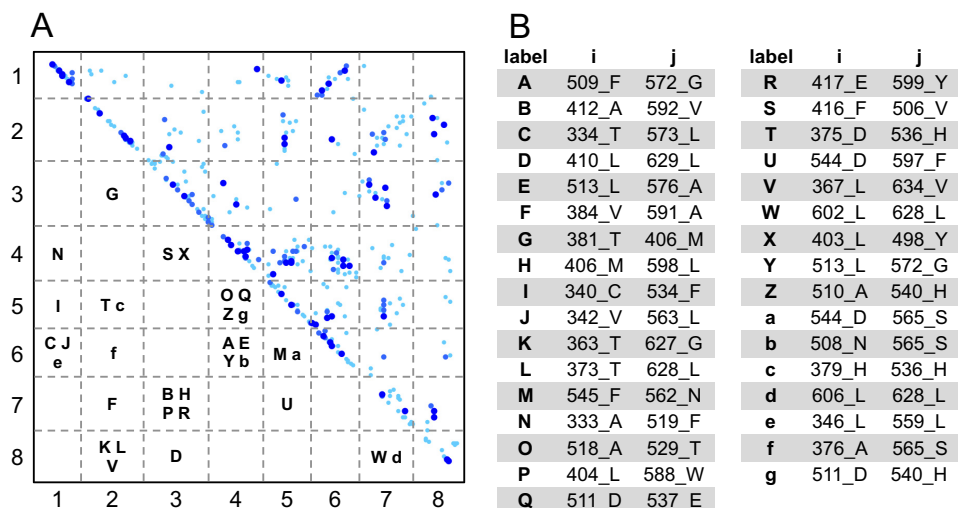 A
1
2
3 G
4 N S X
5 I T c O Q
Z g
6 C J
e f A E
Y b M a
7 F B H
P R U
8 K L
V D W d
1 2 3 4 5 6 7 8
B
label i j
A 509_F 572_G
B 412_A 592_V
C 334_T 573_L
D 410_L 629_L
E 513_L 576_A
F 384_V 591_A
G 381_T 406_M
H 406_M 598_L
I 340_C 534_F
J 342_V 563_L
K 363_T 627_G
L 373_T 628_L
M 545_F 562_N
N 333_A 519_F
O 518_A 529_T
P 404_L 588_W
Q 511_D 537_E
label i j
R 417_E 599_Y
S 416_F 506_V
T 375_D 536_H
U 544_D 597_F
V 367_L 634_V
W 602_L 628_L
X 403_L 498_Y
Y 513_L 572_G
Z 510_A 540_H
a 544_D 565_S
b 508_N 565_S
c 379_H 536_H
d 606_L 628_L
e 346_L 559_L
f 376_A 565_S
g 511_D 540_H